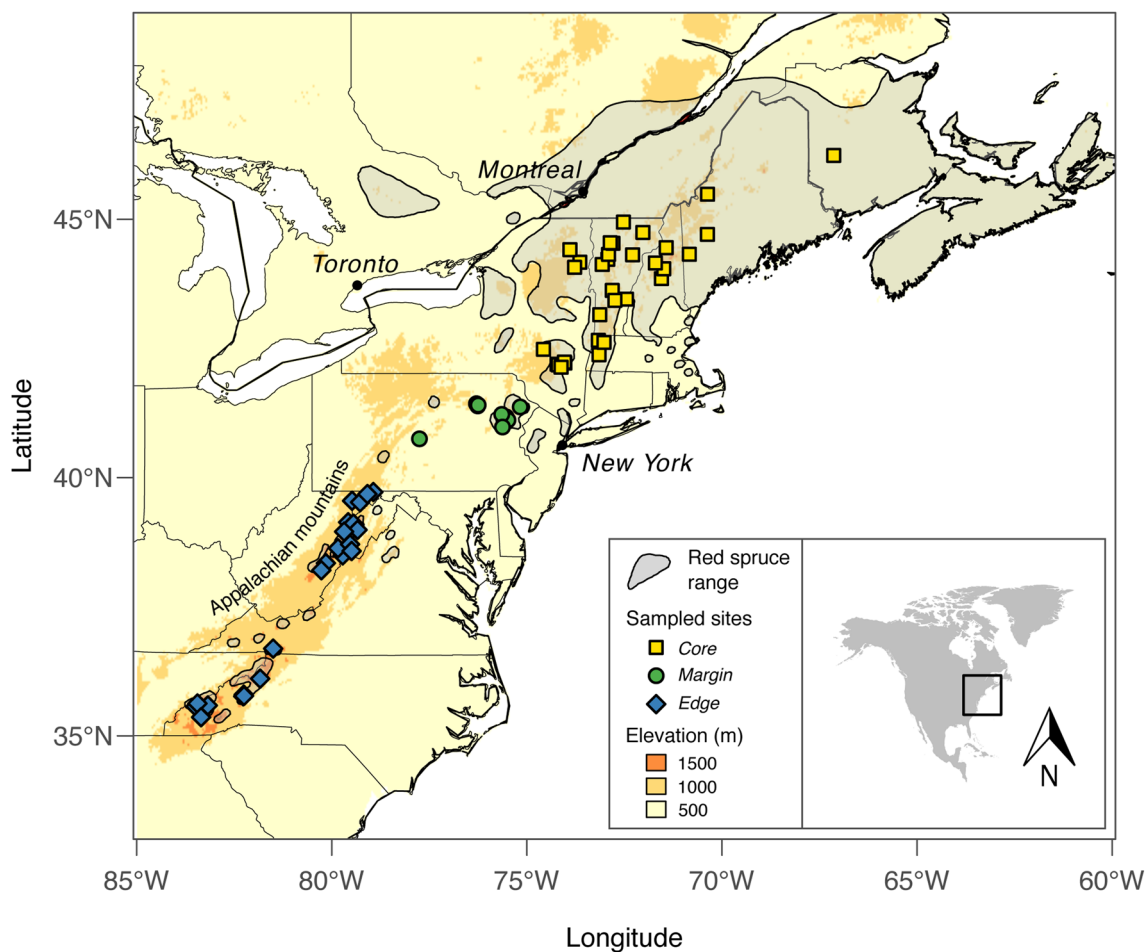 Montreal
45°N
Toronto
Latitude
40°N
New York
Appalachian mountains
Red spruce
range
Sampled sites
Core
Margin
Edge
Elevation (m)
1500
1000
500
N
35°N
85°W
80°W
75°W
70°W
65°W
60°W
Longitude